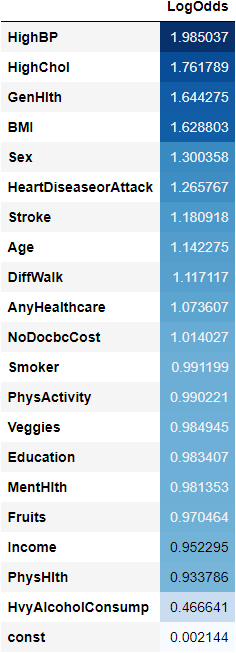 LogOdds
HighBP 1.985037
HighChol 1.761789
GenHlth 1.644275
BMI 1.628803
Sex 1.300358
HeartDiseaseorAttack 1.265767
Stroke 1.180918
Age 1.142275
DiffWalk 1.117117
AnyHealthcare 1.073607
NoDocbcCost 1.014027
Smoker 0.991199
PhysActivity 0.990221
Veggies 0.984945
Education 0.983407
MentHlth 0.981353
Fruits 0.970464
Income 0.952295
PhysHlth 0.933786
HvyAlcoholConsump 0.466641
const 0.002144